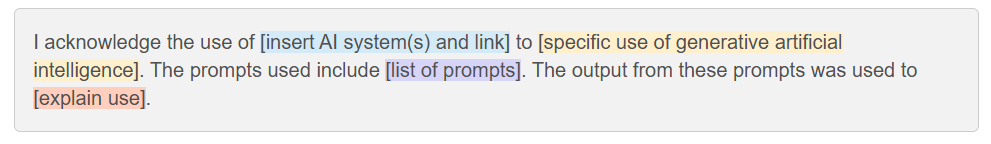 I acknowledge the use of [insert AI system(s) and link] to [specific use of generative artificial
intelligence]. The prompts used include [list of prompts]. The output from these prompts was used to
[explain use].